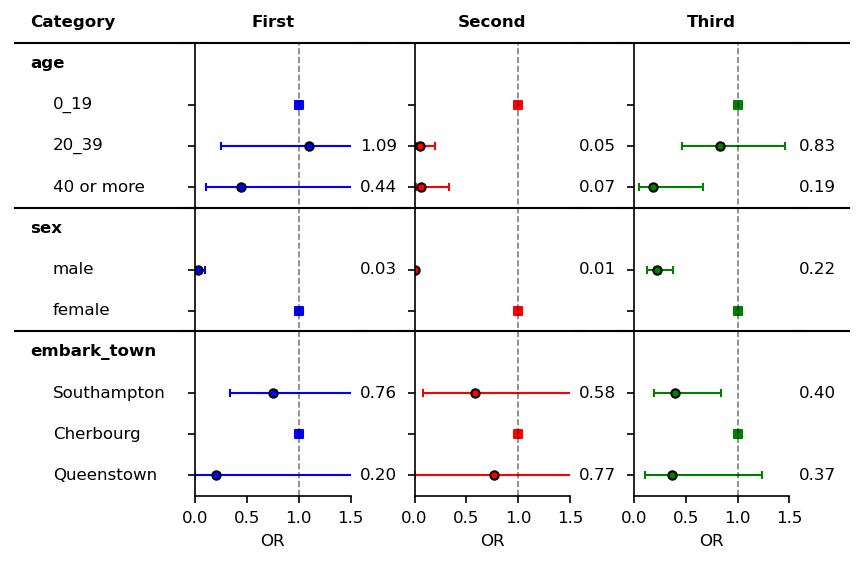 Category First Second Third
age
0_19
20_39 1.09 0.05 0.83
40 or more 0.44 0.07 0.19
sex
male 0.03 0.01 0.22
female
embark_town
Southampton 0.76 0.58 0.40
Cherbourg
Queenstown 0.20 0.77 0.37
0.0 0.5 1.0 1.5 0.0 0.5 1.0 1.5 0.0 0.5 1.0 1.5
OR OR OR